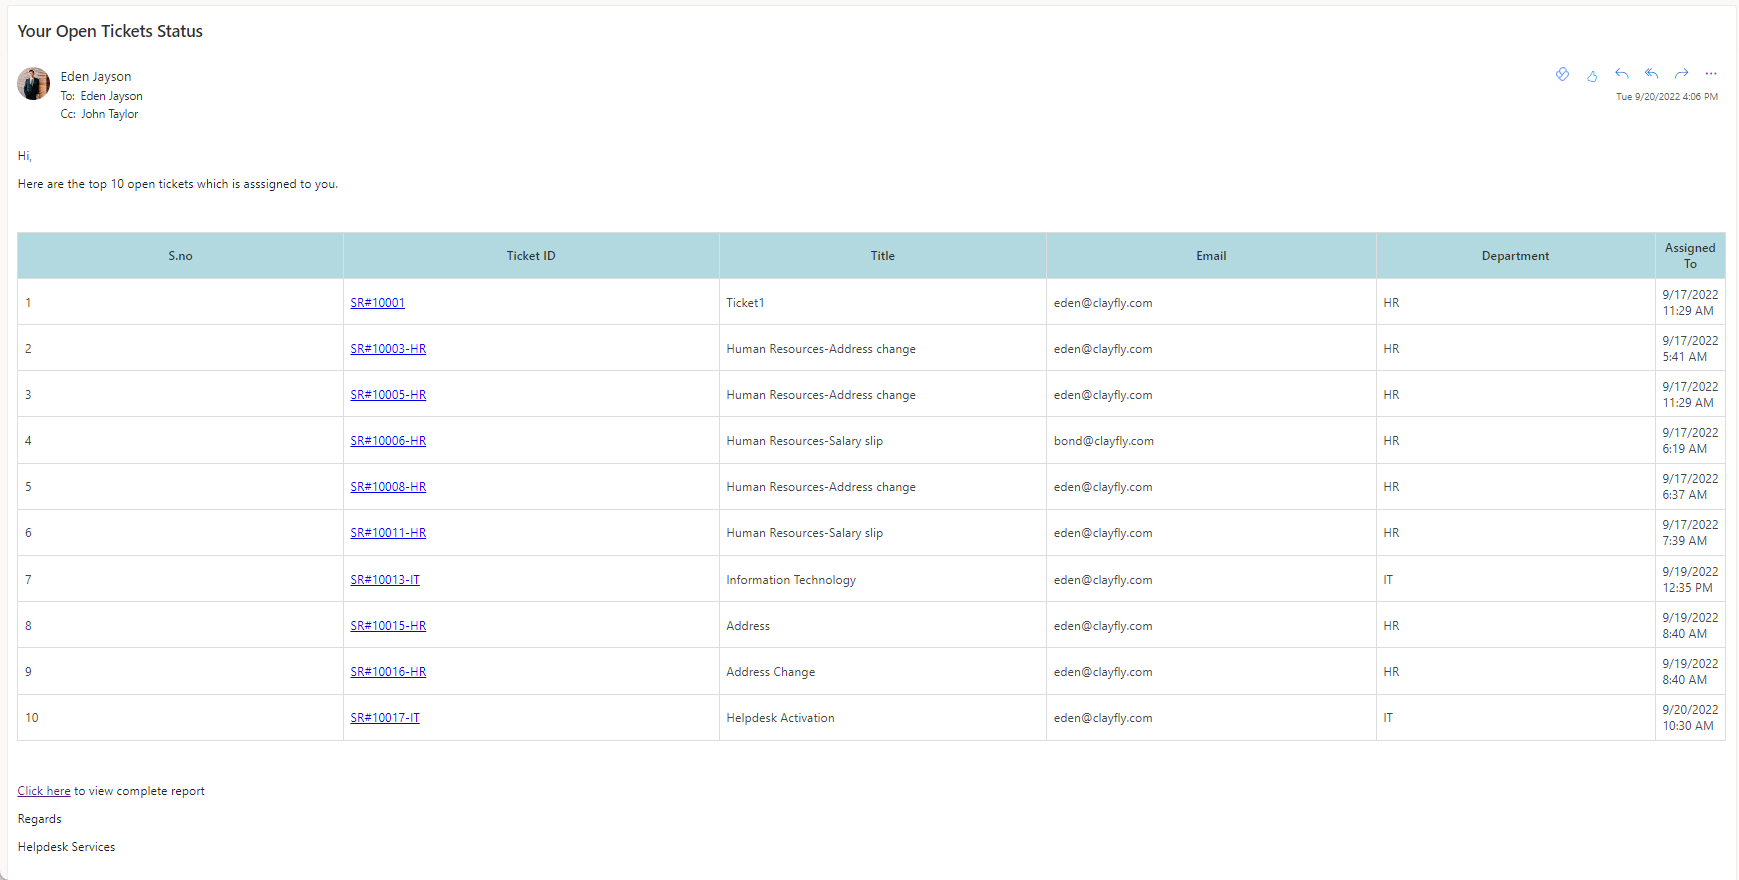 Your Open Tickets Status
Eden Jayson
To: Eden Jayson
Cc: John Taylor
Tue 9/20/2022 4:06 PM
Hi,
Here are the top 10 open tickets which is asssigned to you.
S.no Ticket ID Title Email Department Assigned To
1 SR#10001 Ticket1 eden@clayfly.com HR 9/17/2022 11:29 AM
2 SR#10003-HR Human Resources-Address change eden@clayfly.com HR 9/17/2022 5:41 AM
3 SR#10005-HR Human Resources-Address change eden@clayfly.com HR 9/17/2022 11:29 AM
4 SR#10006-HR Human Resources-Salary slip bond@clayfly.com HR 9/17/2022 6:19 AM
5 SR#10008-HR Human Resources-Address change eden@clayfly.com HR 9/17/2022 6:37 AM
6 SR#10011-HR Human Resources-Salary slip eden@clayfly.com HR 9/17/2022 7:39 AM
7 SR#10013-IT Information Technology eden@clayfly.com IT 9/19/2022 12:35 PM
8 SR#10015-HR Address eden@clayfly.com HR 9/19/2022 8:40 AM
9 SR#10016-HR Address Change eden@clayfly.com HR 9/19/2022 8:40 AM
10 SR#10017-IT Helpdesk Activation eden@clayfly.com IT 9/20/2022 10:30 AM
Click here to view complete report
Regards
Helpdesk Services